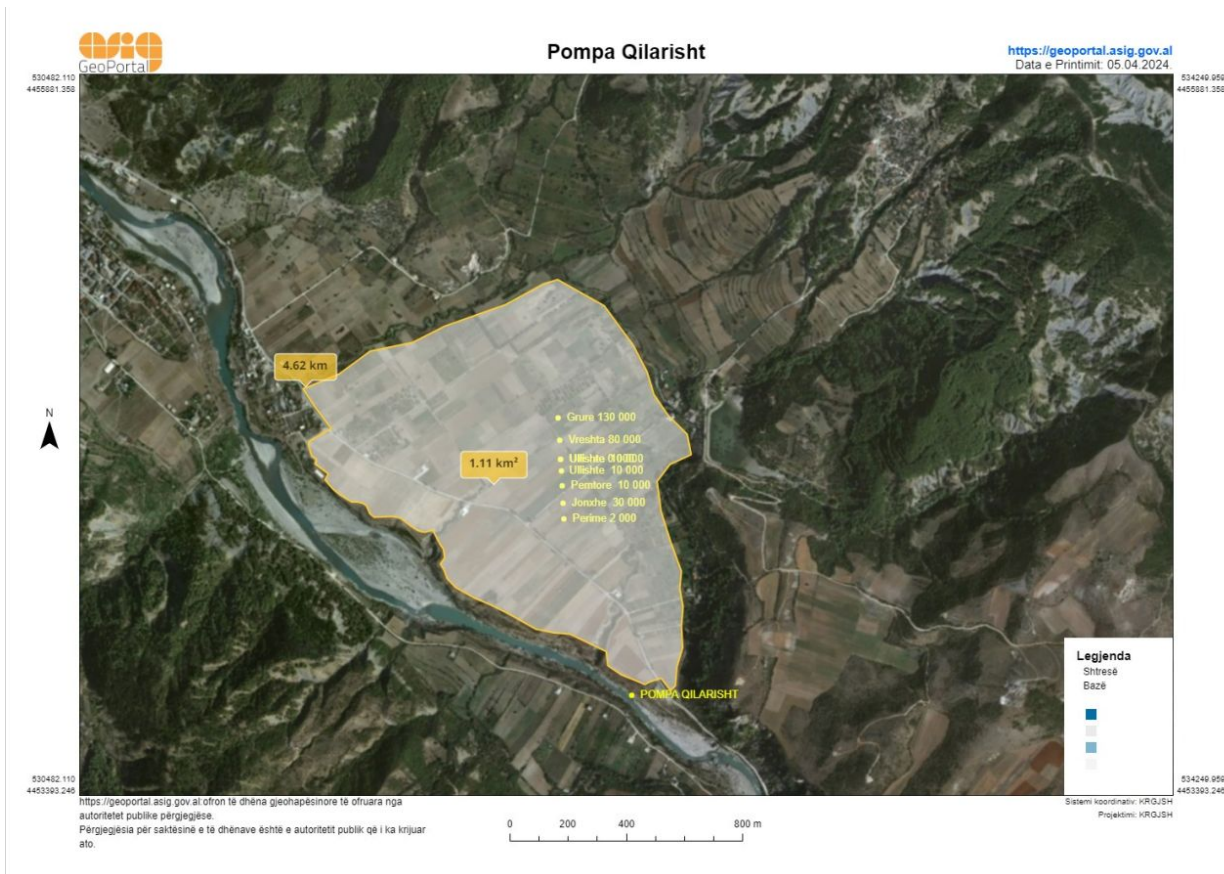 asig
GeoPortal
Pompa Qilarisht
https://geoportal.asig.gov.al
Data e Printimit: 05.04.2024.
530482.110
4455881.358
534249.959
4455881.358
4.62 km
N
Grure 130 000
Vreshta 80 000
1.11 km²
Ullishte 10 000
Pemtore 10 000
Jonxhe 30 000
Perime 2 000
POMPA QILARISHT
Legjenda
Shtresë
Bazë
530482.110
4453393.246
534249.959
4453393.246
https://geoportal.asig.gov.al ofron të dhëna gjeohapësinore të ofruara nga
autoritetet publike përgjegjëse.
Përgjegjësia për saktësinë e të dhënave është e autoritetit publik që i ka krijuar
ato.
Sistemi koordinativ: KRGJSH
Projektimi: KRGJSH
0 200 400 800 m